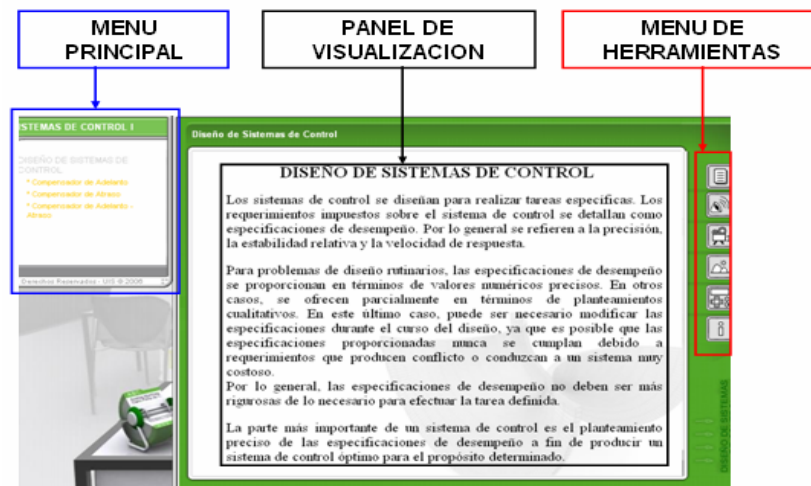 MENU
PRINCIPAL
PANEL DE
VISUALIZACION
MENU DE
HERRAMIENTAS
ISTEMAS DE CONTROL I
DISEÑO DE SISTEMAS DE
CONTROL
* Compensador de Adelanto
* Compensador de Atraso
* Compensador de Adelanto -
Atraso
Derechos Reservados - UIS @ 2006
Diseño de Sistemas de Control
DISEÑO DE SISTEMAS DE CONTROL
Los sistemas de control se diseñan para realizar tareas específicas. Los
requerimientos impuestos sobre el sistema de control se detallan como
especificaciones de desempeño. Por lo general se refieren a la precisión,
la estabilidad relativa y la velocidad de respuesta.
Para problemas de diseño rutinarios, las especificaciones de desempeño
se proporcionan en términos de valores numéricos precisos. En otros
casos, se ofrecen parcialmente en términos de planteamientos
cualitativos. En este último caso, puede ser necesario modificar las
especificaciones durante el curso del diseño, ya que es posible que las
especificaciones proporcionadas nunca se cumplan debido a
requerimientos que producen conflicto o conduzcan a un sistema muy
costoso.
Por lo general, las especificaciones de desempeño no deben ser más
rigurosas de lo necesario para efectuar la tarea definida.
La parte más importante de un sistema de control es el planteamiento
preciso de las especificaciones de desempeño a fin de producir un
sistema de control óptimo para el propósito determinado.
DISEÑO DE SISTEMAS